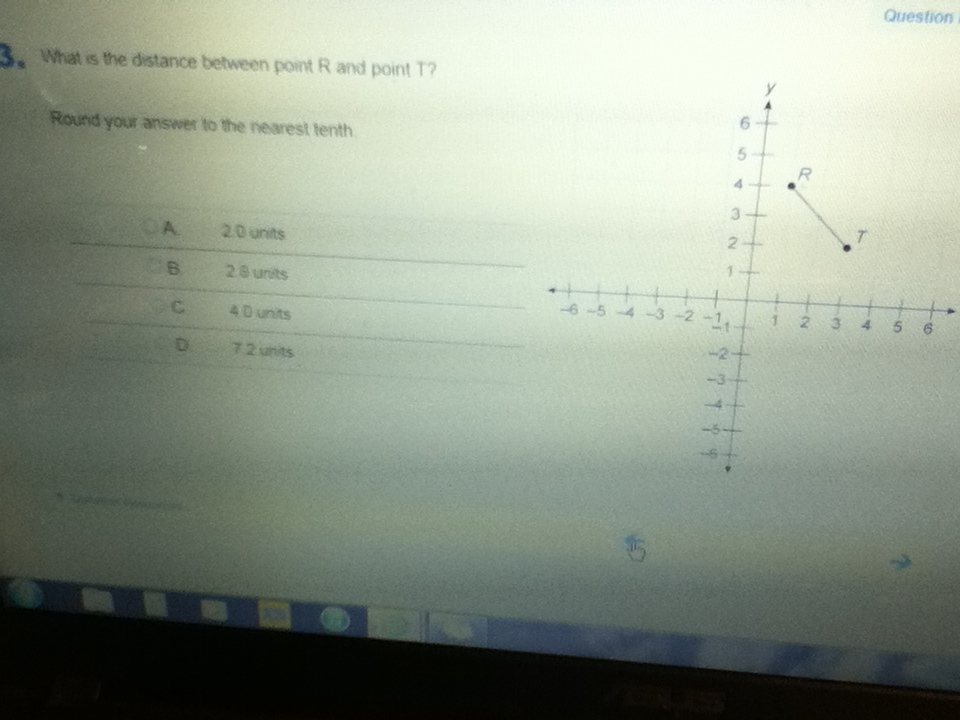 Question
3. What is the distance between point R and point T?
Round your answer to the nearest tenth.
A. 2.0 units
B. 2.8 units
C. 4.0 units
D. 7.2 units
y
6
5
4
3
2
1
R
T
-6 -5 -4 -3 -2 -1 1 2 3 4 5 6
-1
-2
-3
-4
-5
-6